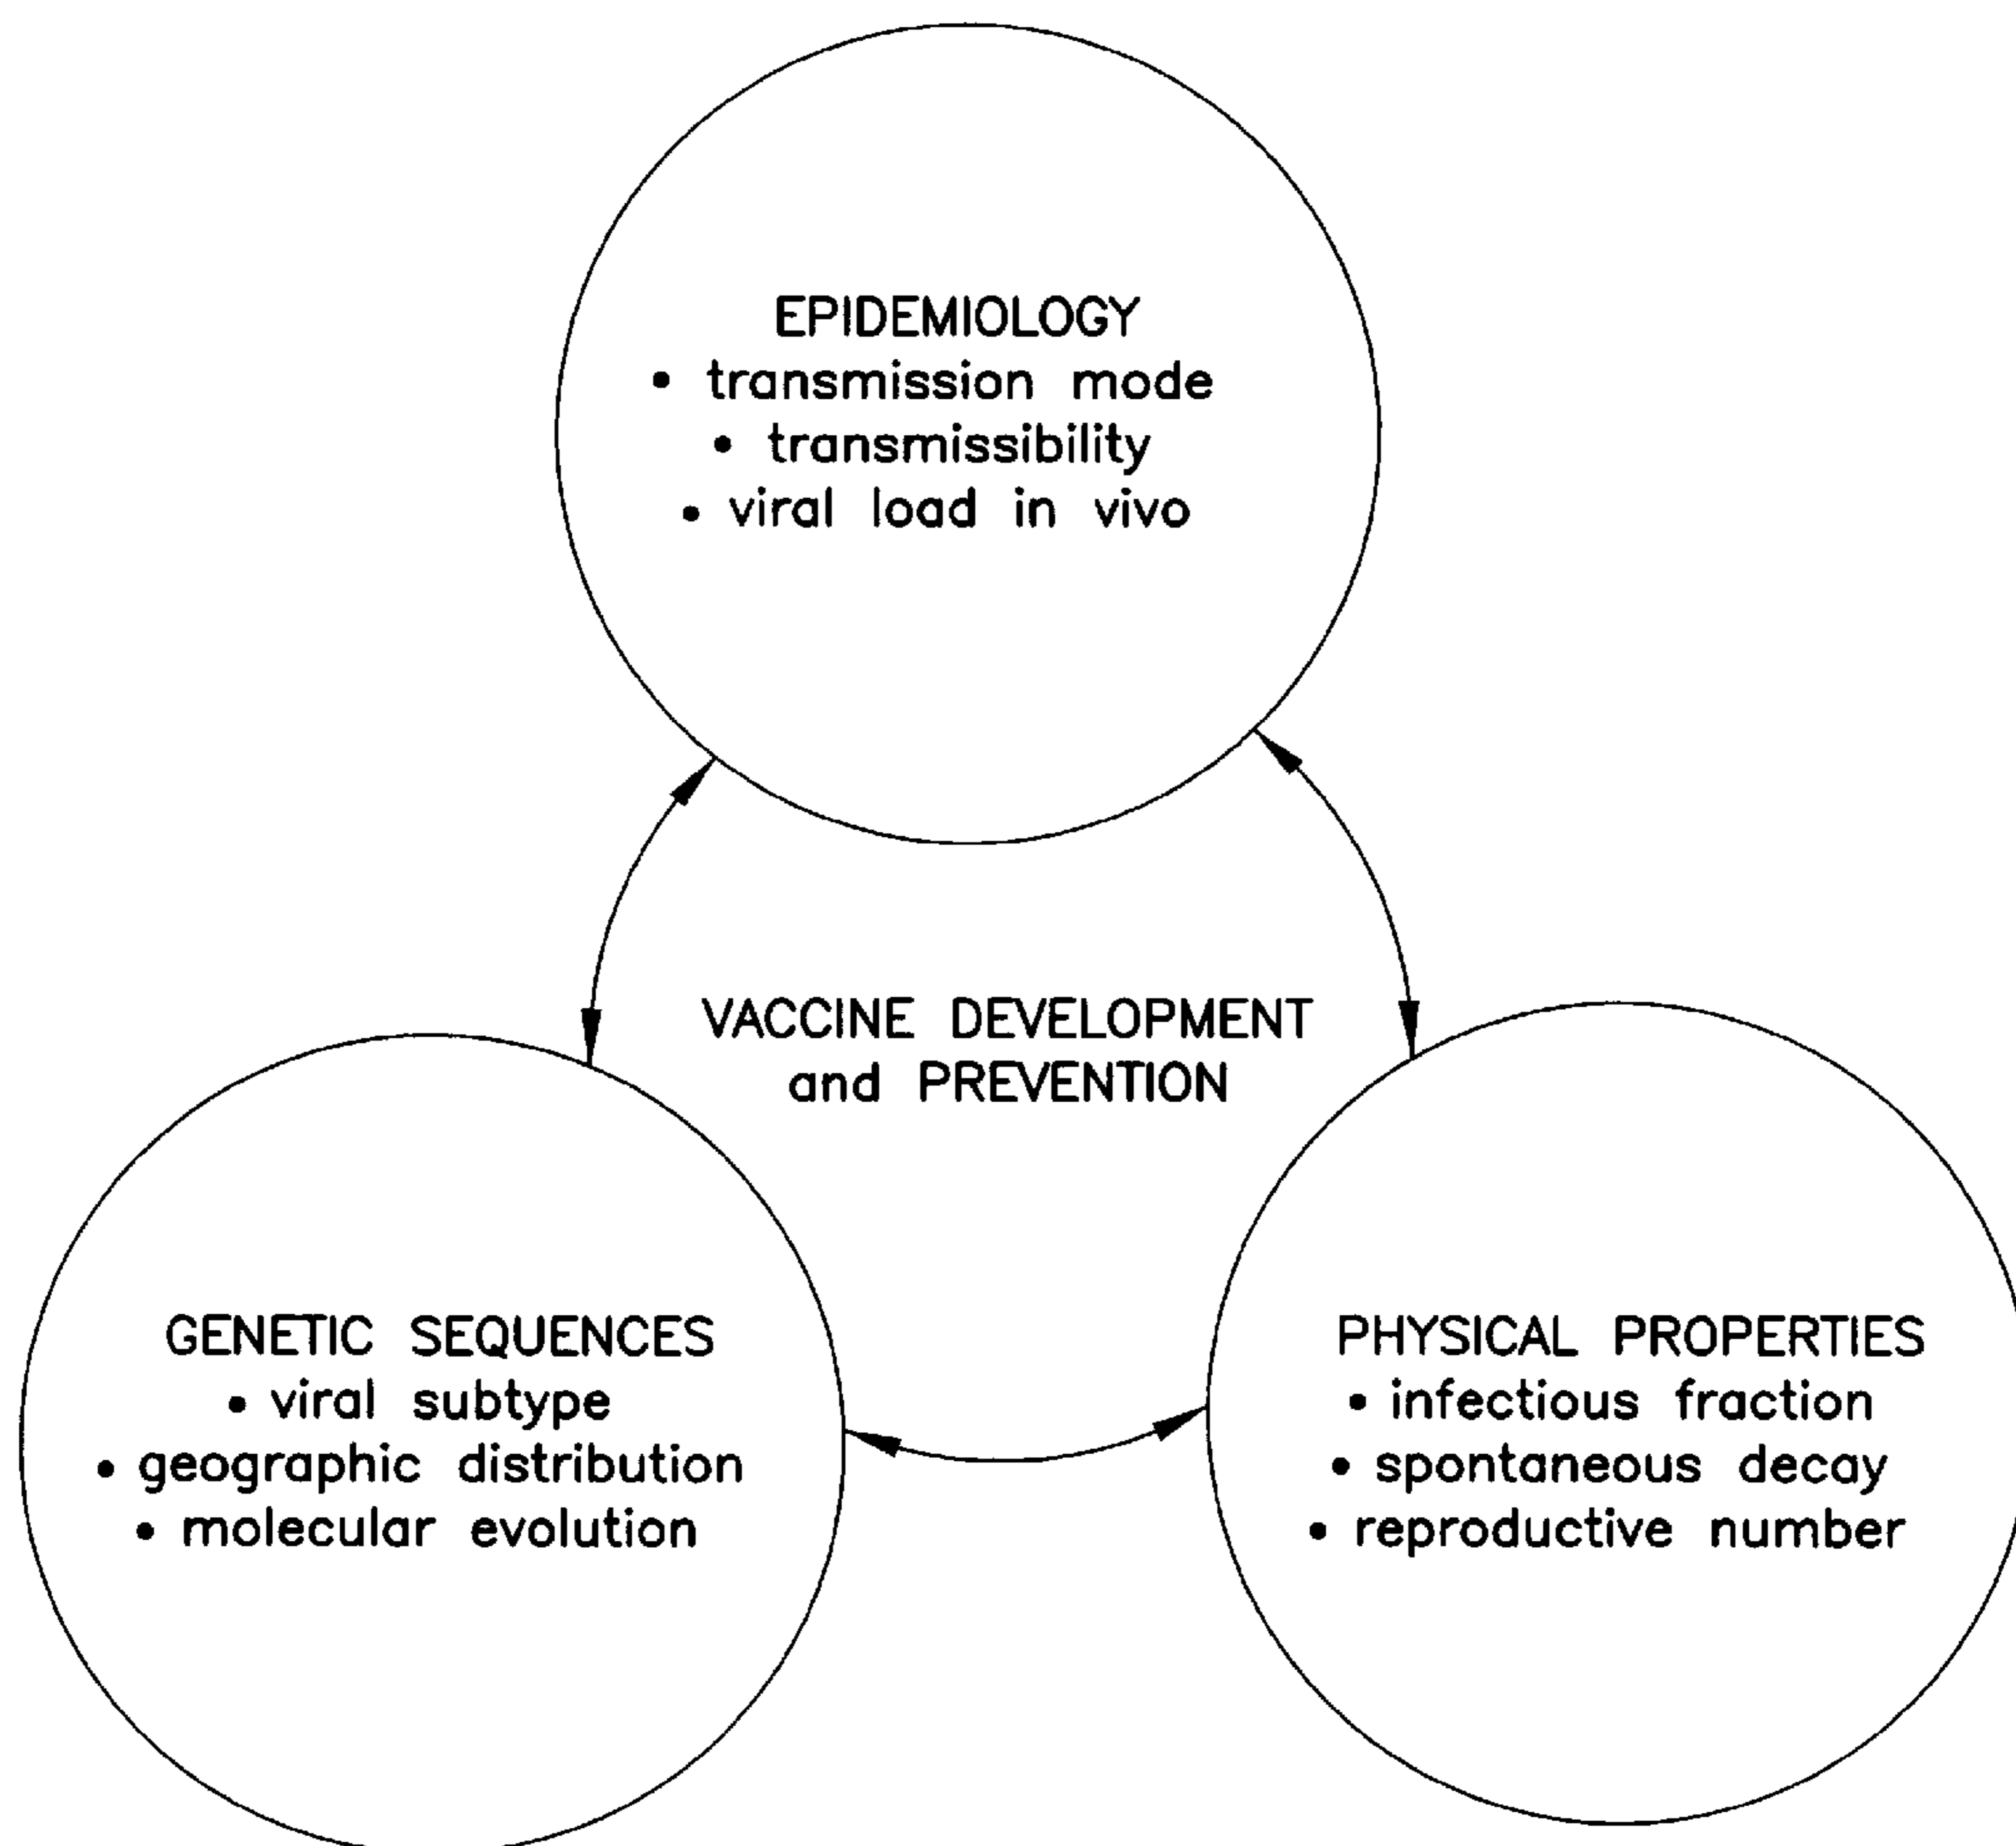 EPIDEMIOLOGY
• transmission mode
• transmissibility
• viral load in vivo
VACCINE DEVELOPMENT
and PREVENTION
GENETIC SEQUENCES
• viral subtype
• geographic distribution
• molecular evolution
PHYSICAL PROPERTIES
• infectious fraction
• spontaneous decay
• reproductive number